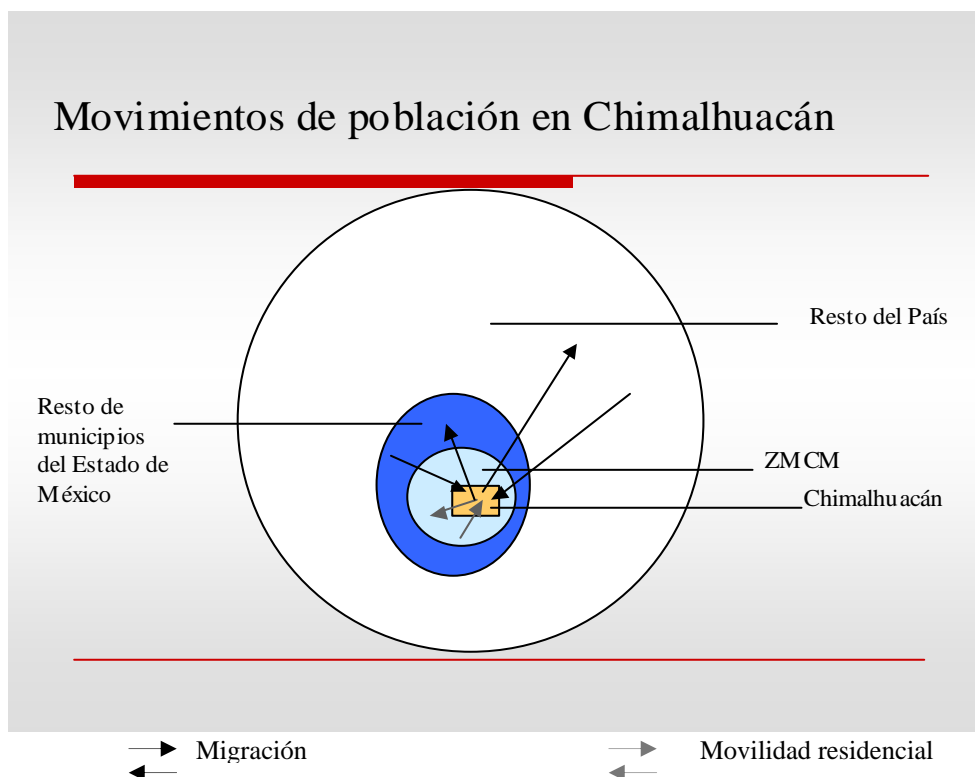 Movimientos de población en Chimalhuacán
Resto del País
Resto de
municipios
del Estado de
México
ZMCM
Chimalhuacán
Migración
Movilidad residencial